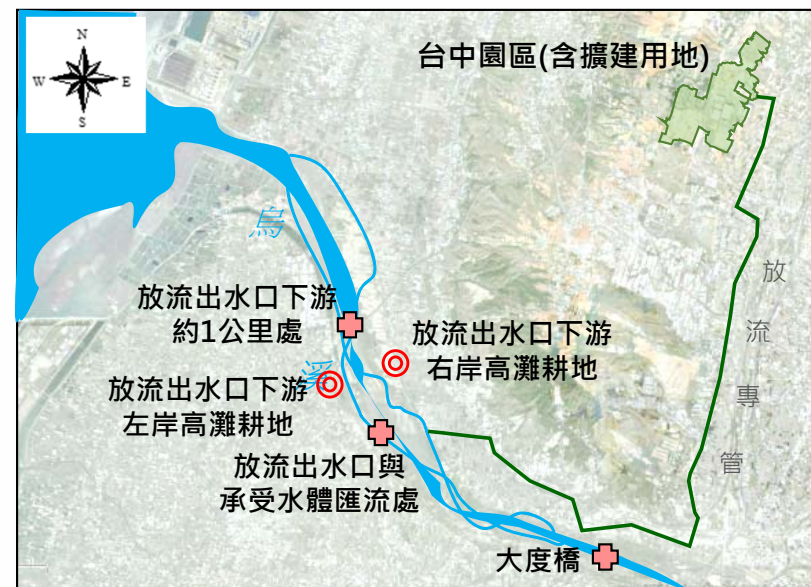 N
W E
S
台中園區(含擴建用地)
烏
溪
放流出水口下游
約1公里處
放流出水口下游
右岸高灘耕地
放流出水口下游
左岸高灘耕地
放流出水口與
承受水體匯流處
大度橋
放
流
專
管